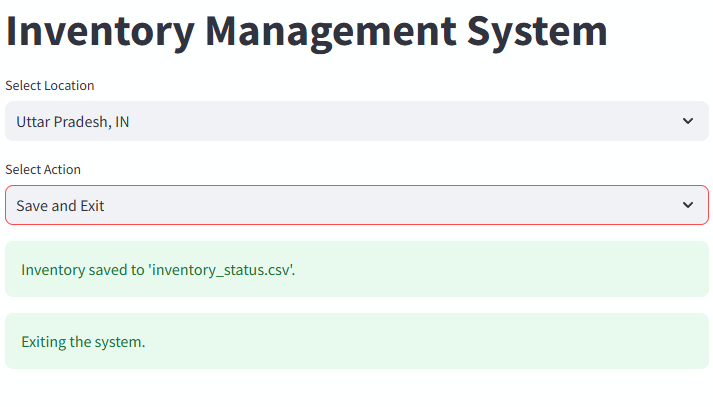 Inventory Management System
Select Location
Uttar Pradesh, IN
Select Action
Save and Exit
Inventory saved to 'inventory_status.csv'.
Exiting the system.